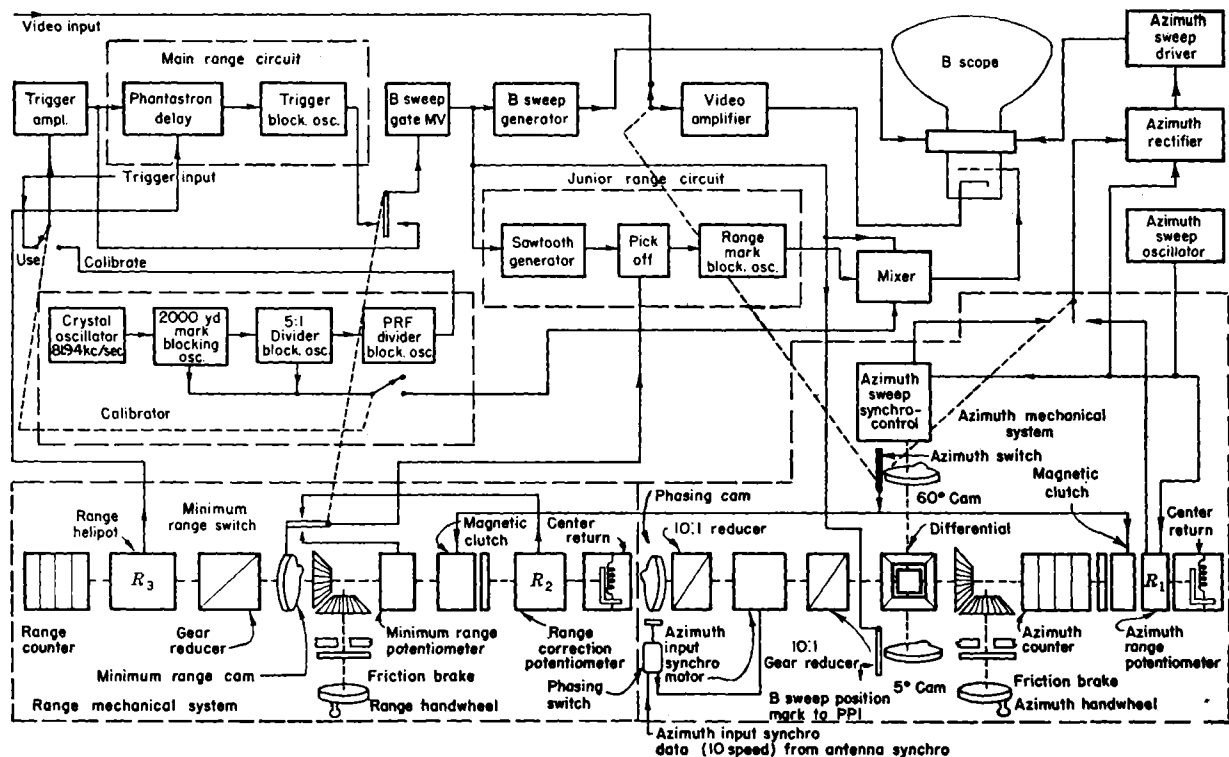 Video input
Main range circuit
Trigger
ampl.
Phantastron
delay
Trigger
block. osc.
B sweep
gate MV
B sweep
generator
Video
amplifier
B scope
Azimuth
sweep
driver
Azimuth
rectifier
Azimuth
sweep
oscillator
Trigger input
Use
Calibrate
Junior range circuit
Sawtooth
generator
Pick
off
Range
mark
block. osc.
Mixer
Crystal
oscillator
8194kc/sec
2000 yd
mark
blocking
osc.
5:1
Divider
block. osc.
PRF
divider
block. osc.
Calibrator
Azimuth
sweep
synchro-
control
Azimuth mechanical
system
Azimuth switch
60° Cam
Magnetic
clutch
Center
return
Range
helipot
Minimum
range switch
Magnetic
clutch
Center
return
Phasing cam
10:1 reducer
Differential
R3
R2
R1
Range
counter
Gear
reducer
Minimum range cam
Minimum range
potentiometer
Friction brake
Range handwheel
Range
correction
potentiometer
Range mechanical system
Phasing
switch
Azimuth
input
synchro
motor
10:1
Gear reducer
5° Cam
B sweep position
mark to PPI
Azimuth
counter
Azimuth
range
potentiometer
Friction brake
Azimuth handwheel
Azimuth input synchro
data (10 speed) from antenna synchro